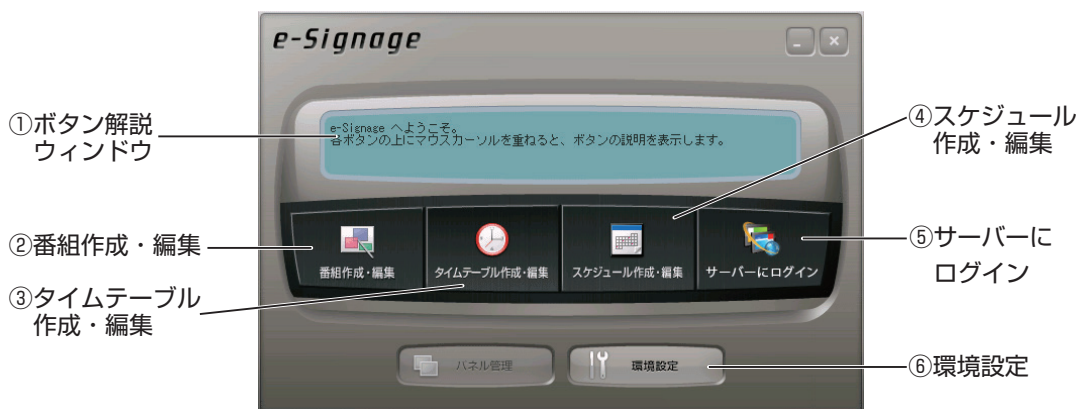 e-Signage
①ボタン解説
ウィンドウ
e-Signage へようこそ。
各ボタンの上にマウスカーソルを重ねると、ボタンの説明を表示します。
④スケジュール
作成・編集
②番組作成・編集
番組作成・編集
タイムテーブル作成・編集
スケジュール作成・編集
サーバーにログイン
⑤サーバーに
ログイン
③タイムテーブル
作成・編集
パネル管理
環境設定
⑥環境設定